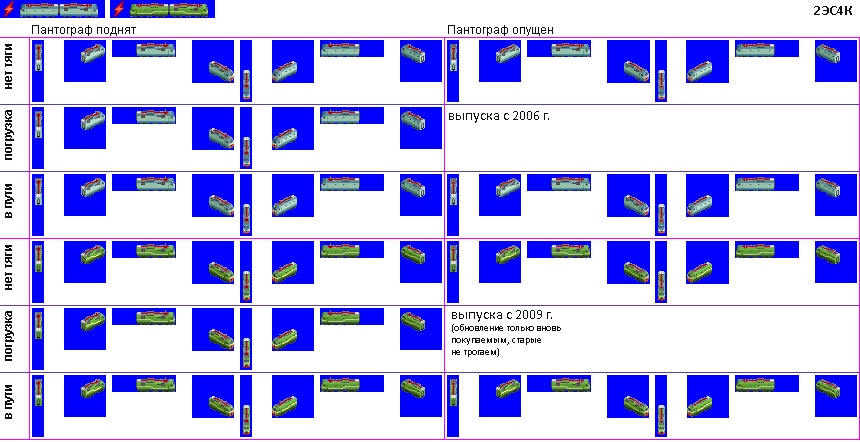 2ЭС4К
Пантограф поднят
Пантограф опущен
нет тяги
погрузка
выпуска с 2006 г.
в пути
нет тяги
погрузка
выпуска с 2009 г.
(обновление только вновь
покупаемым, старые
не трогаем)
в пути